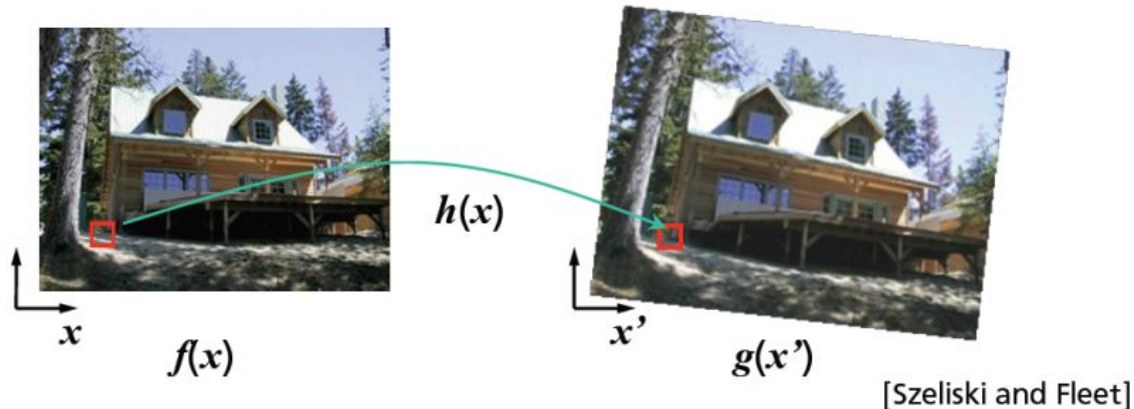 h(x)
x
x'
f(x)
g(x')
[Szeliski and Fleet]